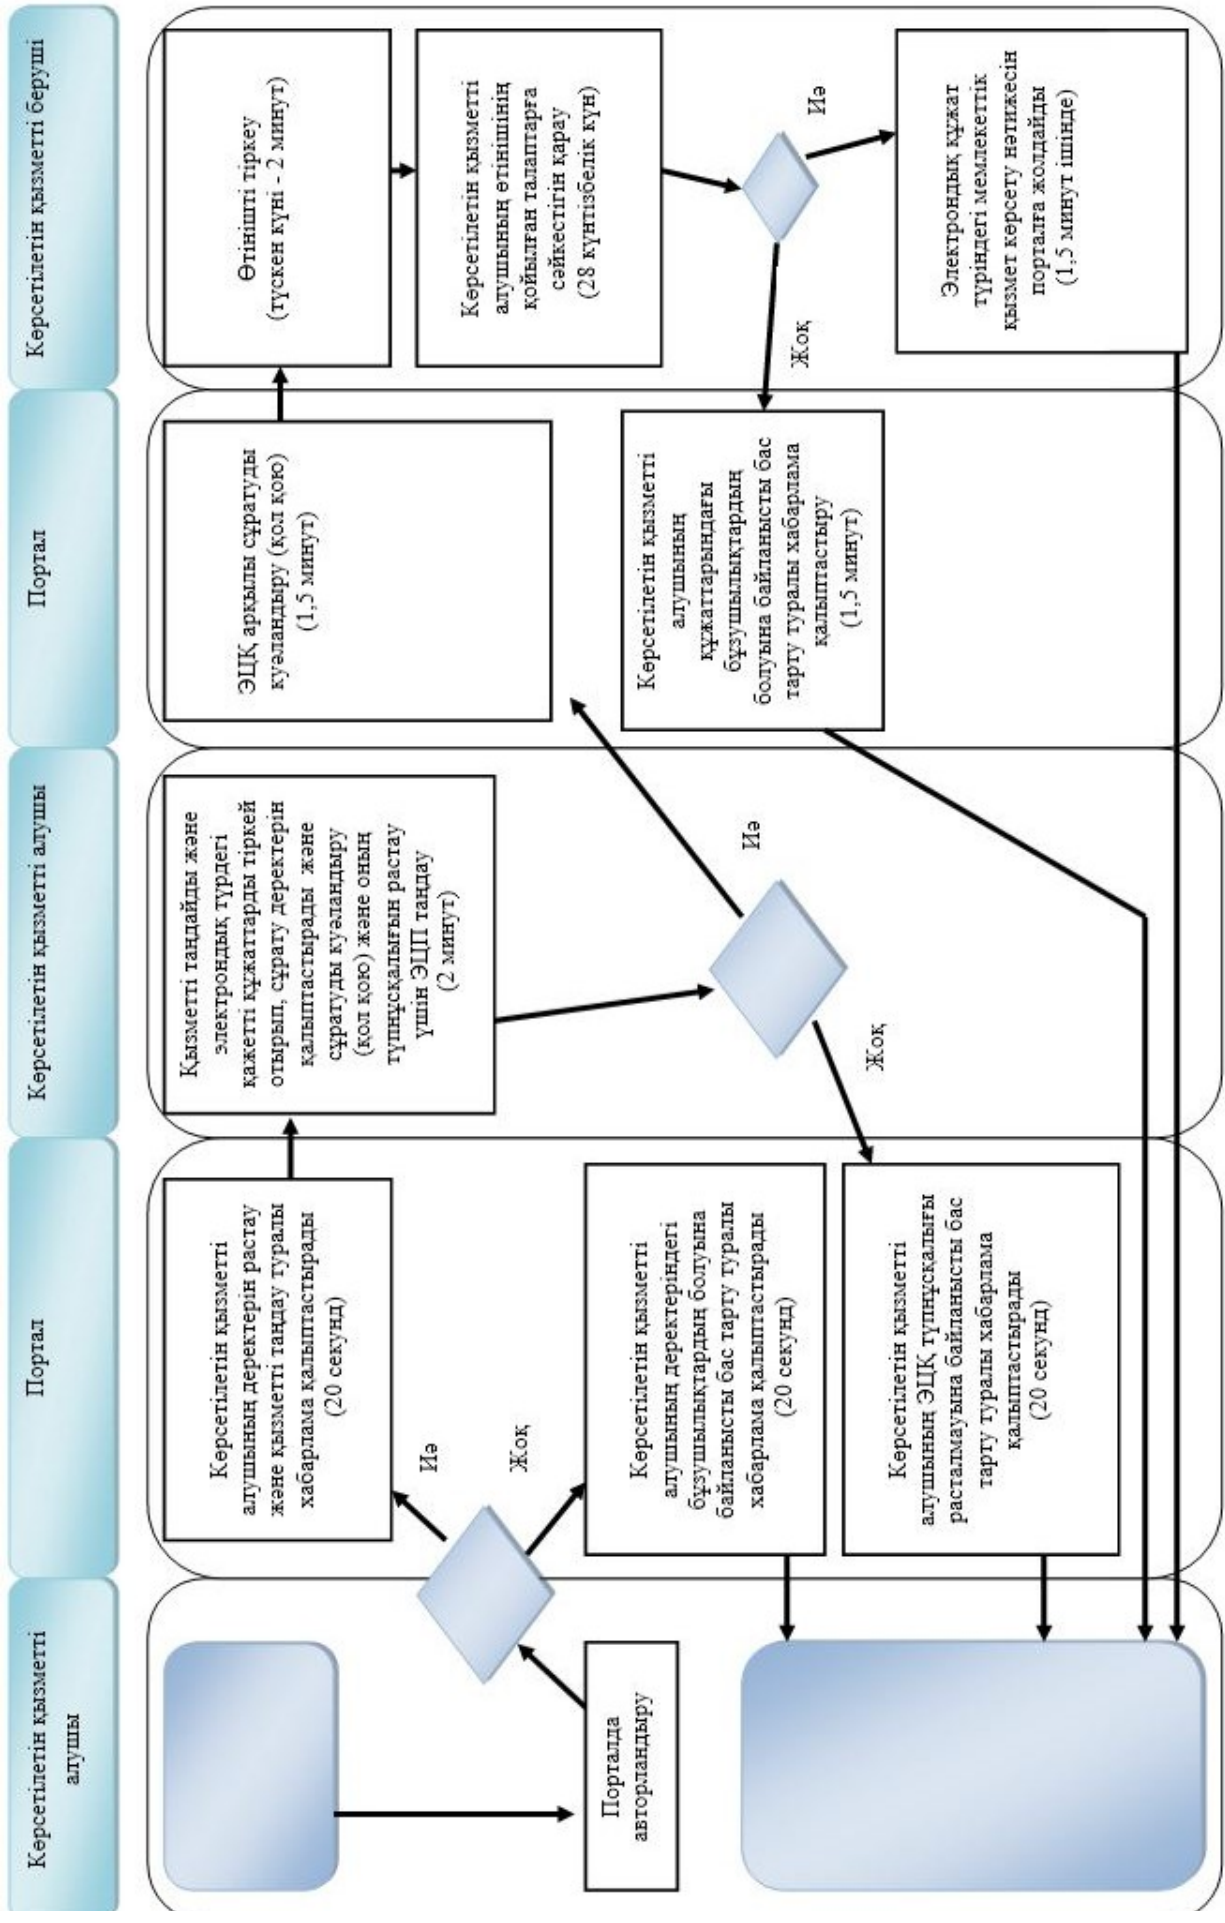 Көрсетілетін қызметті
алушы
Портал
Көрсетілетін қызметті алушы
Портал
Көрсетілетін қызметті беруші
Порталда
авторландыру
Иә
Жоқ
Көрсетілетін қызметті
алушының деректерін растау
және қызметті таңдау туралы
хабарлама қалыптастырады
(20 секунд)
Көрсетілетін қызметті
алушының деректеріндегі
бұзушылықтардың болуына
байланысты бас тарту туралы
хабарлама қалыптастырады
(20 секунд)
Көрсетілетін қызметті
алушының ЭЦҚ түпнұсқалығы
расталмауына байланысты бас
тарту туралы хабарлама
қалыптастырады
(20 секунд)
Қызметті таңдайды және
электрондық түрдегі
қажетті құжаттарды тіркей
отырып, сұрату деректерін
қалыптастырады және
сұратуды куәландыру
(қол қою) және оның
түпнұсқалығын растау
үшін ЭЦП таңдау
(2 минут)
Иә
Жоқ
ЭЦҚ арқылы сұратуды
куәландыру (қол қою)
(1,5 минут)
Көрсетілетін қызметті
алушының
құжаттарындағы
бұзушылықтардың
болуына байланысты бас
тарту туралы хабарлама
қалыптастыру
(1,5 минут)
Өтінішті тіркеу
(түскен күні - 2 минут)
Көрсетілетін қызметті
алушының өтінішінің
қойылған талаптарға
сәйкестігін қарау
(28 күнтізбелік күн)
Иә
Жоқ
Электрондық құжат
түріндегі мемлекеттік
қызмет көрсету нәтижесін
порталға жолдайды
(1,5 минут ішінде)